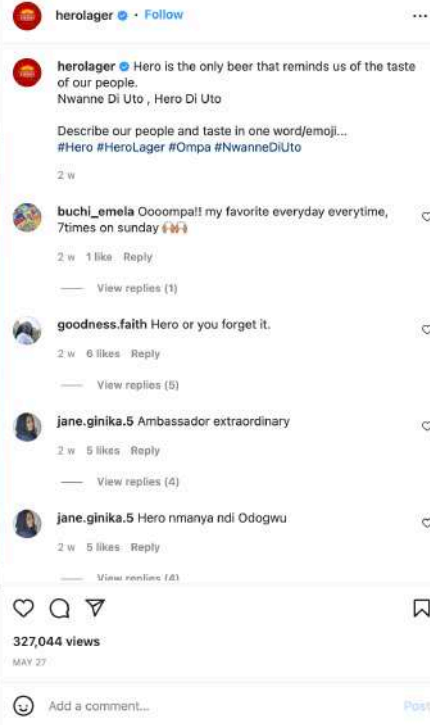 herolager • Follow
herolager Hero is the only beer that reminds us of the taste
of our people.
Nwanne Di Uto , Hero Di Uto
Describe our people and taste in one word/emoji...
#Hero #HeroLager #Ompa #NwanneDiUto
2 w
buchi_emela Oooompa!! my favorite everyday everytime,
7times on sunday 🙌🏽🙌🏽
2 w 1 like Reply
View replies (1)
goodness.faith Hero or you forget it.
2 w 6 likes Reply
View replies (5)
jane.ginika.5 Ambassador extraordinary
2 w 5 likes Reply
View replies (4)
jane.ginika.5 Hero nmanya ndi Odogwu
2 w 5 likes Reply
View replies (4)
327,044 views
MAY 27
Add a comment...
Post